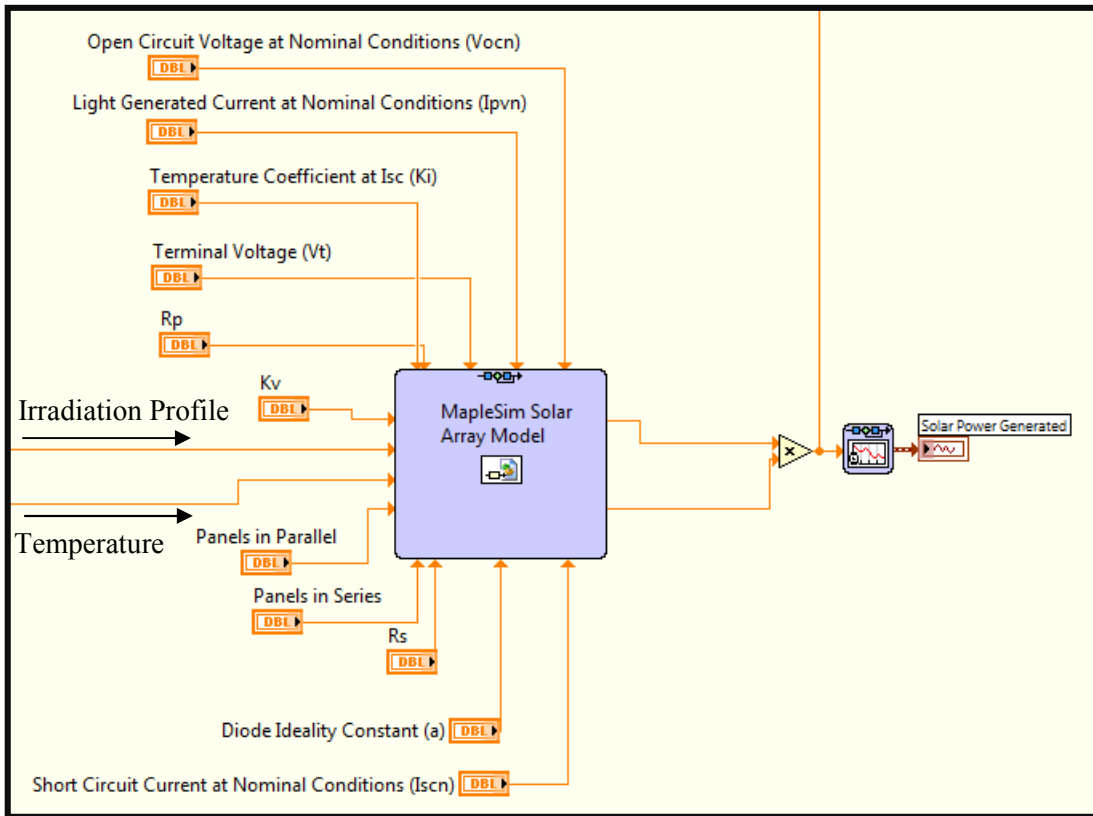 Open Circuit Voltage at Nominal Conditions (Vocn)
DBL
Light Generated Current at Nominal Conditions (Ipvn)
DBL
Temperature Coefficient at Isc (Ki)
DBL
Terminal Voltage (Vt)
DBL
Rp
DBL
Kv
DBL
Irradiation Profile
MapleSim Solar
Array Model
x
Solar Power Generated
Temperature
Panels in Parallel
DBL
Panels in Series
DBL
Rs
DBL
Diode Ideality Constant (a)
DBL
Short Circuit Current at Nominal Conditions (Iscn)
DBL